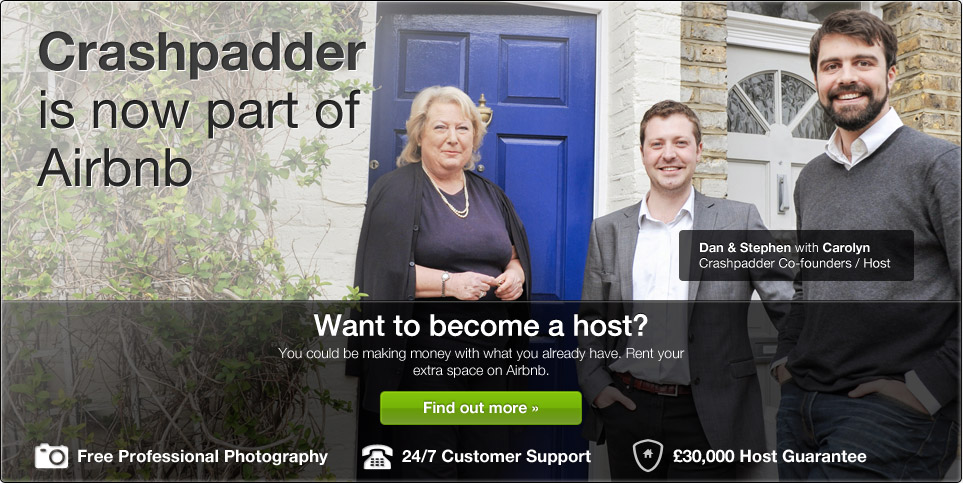 Crashpadder
is now part of
Airbnb
Dan & Stephen with Carolyn
Crashpadder Co-founders / Host
Want to become a host?
You could be making money with what you already have. Rent your
extra space on Airbnb.
Find out more »
Free Professional Photography
24/7 Customer Support
£30,000 Host Guarantee